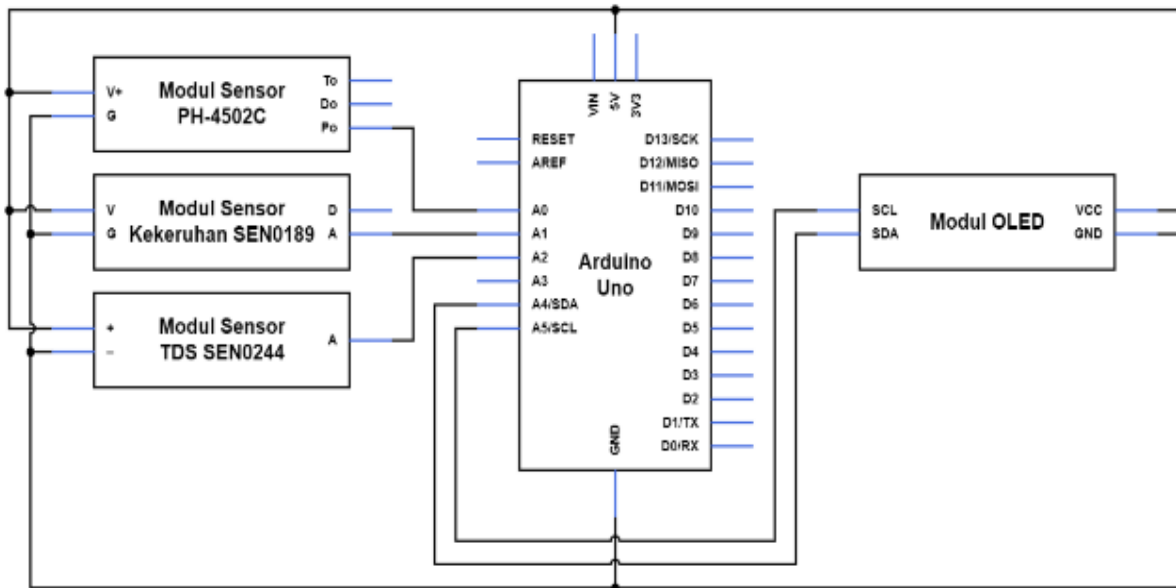 Modul Sensor
PH-4502C
V+
G
To
Do
Po
Modul Sensor
Kekeruhan SEN0189
V
G
D
A
Modul Sensor
TDS SEN0244
+
–
A
VIN
5V
3V3
RESET
AREF
A0
A1
A2
A3
A4/SDA
A5/SCL
Arduino
Uno
D13/SCK
D12/MISO
D11/MOSI
D10
D9
D8
D7
D6
D5
D4
D3
D2
D1/TX
D0/RX
GND
SCL
SDA
Modul OLED
VCC
GND